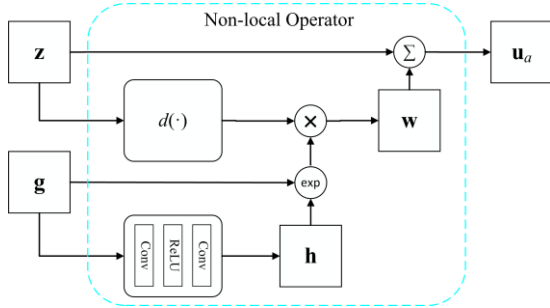 Non-local Operator
z
Σ
u_a
d(·)
×
w
g
exp
Conv
ReLU
Conv
h